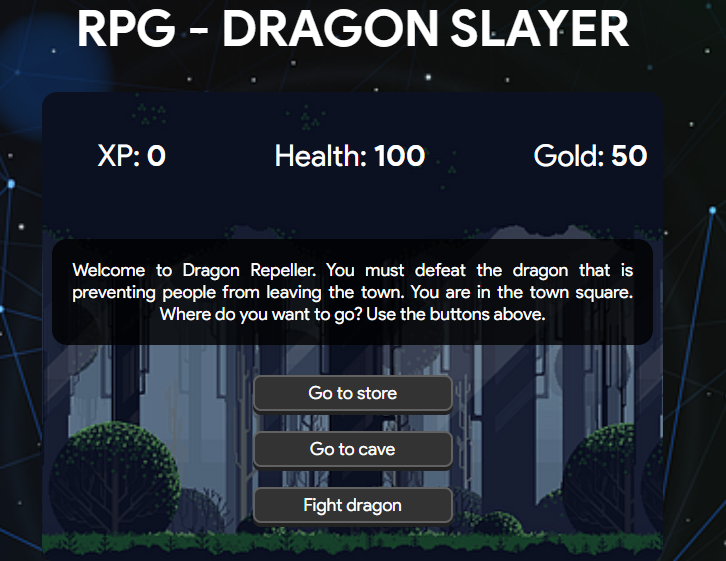 RPG - DRAGON SLAYER
XP: 0 Health: 100 Gold: 50
Welcome to Dragon Repeller. You must defeat the dragon that is
preventing people from leaving the town. You are in the town square.
Where do you want to go? Use the buttons above.
Go to store
Go to cave
Fight dragon